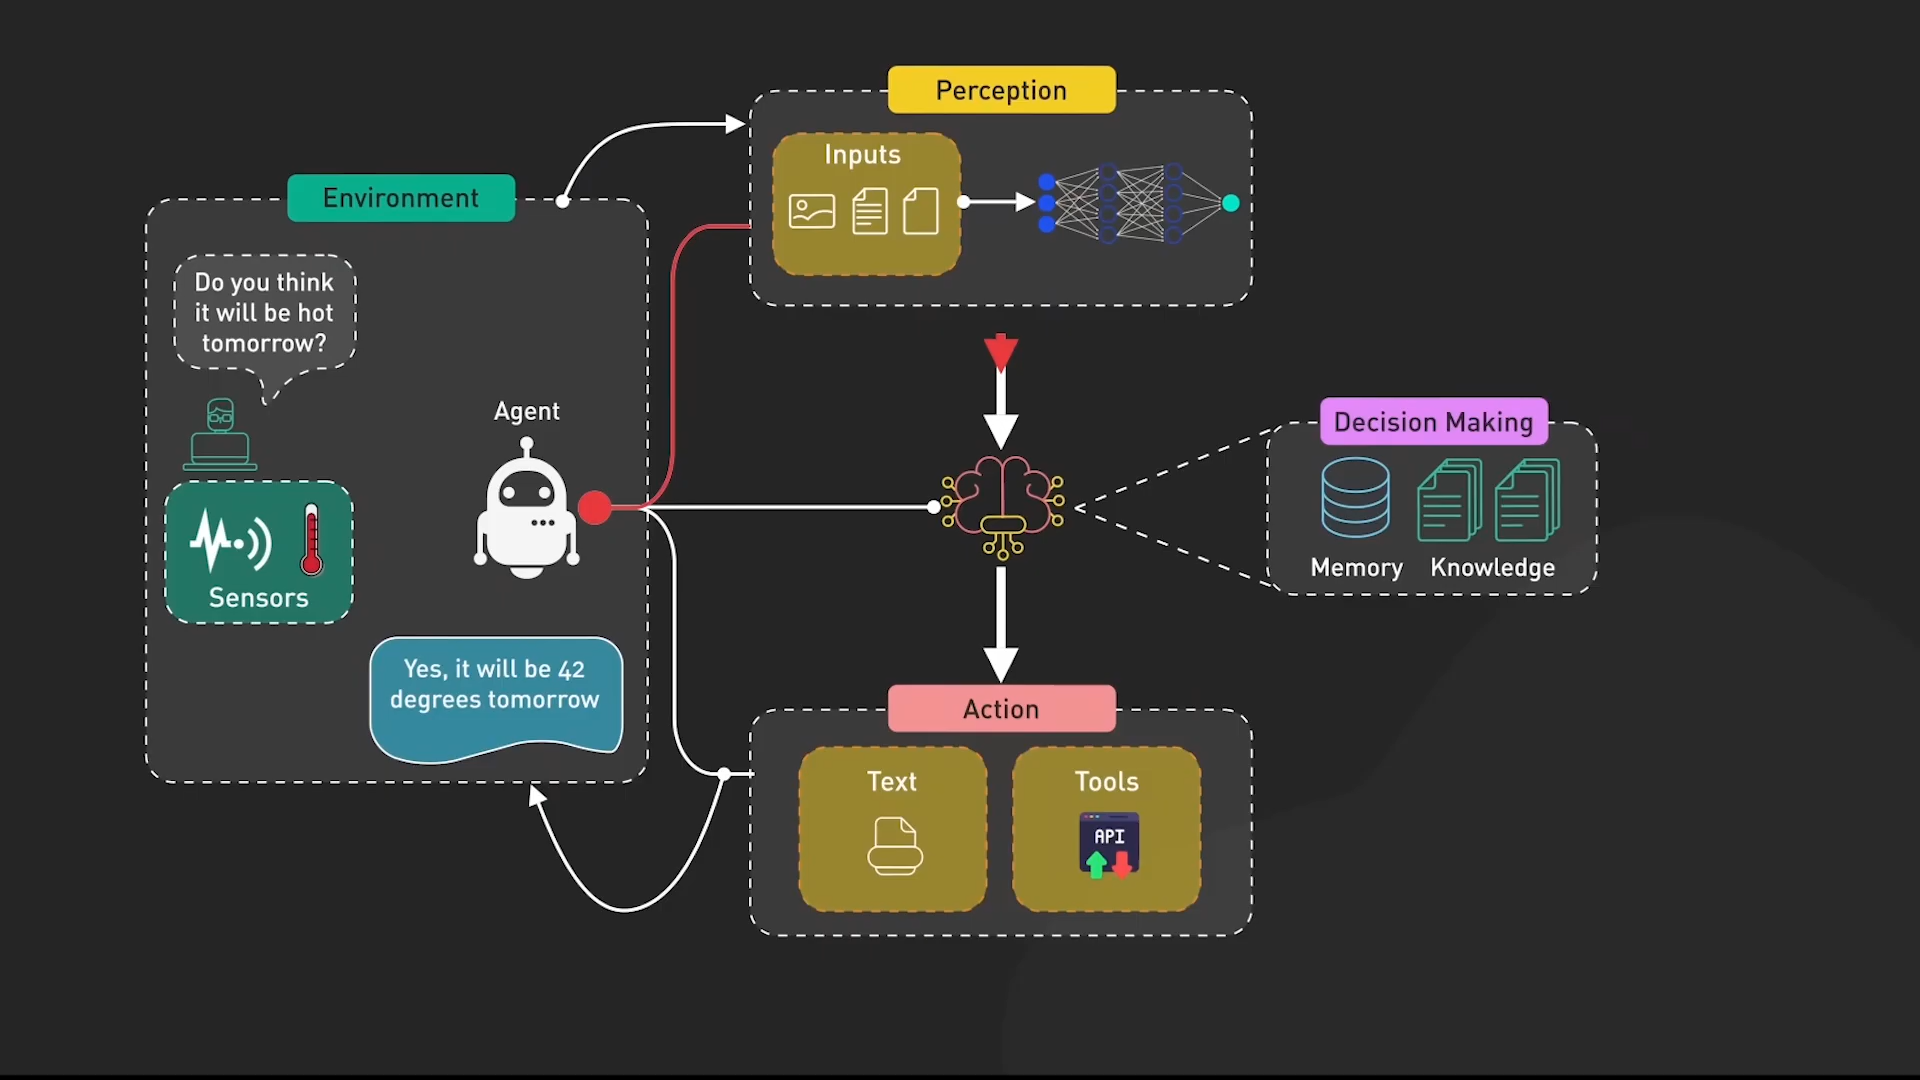 Perception
Inputs
Environment
Do you think
it will be hot
tomorrow?
Agent
Sensors
Yes, it will be 42
degrees tomorrow
Decision Making
Memory
Knowledge
Action
Text
Tools
API